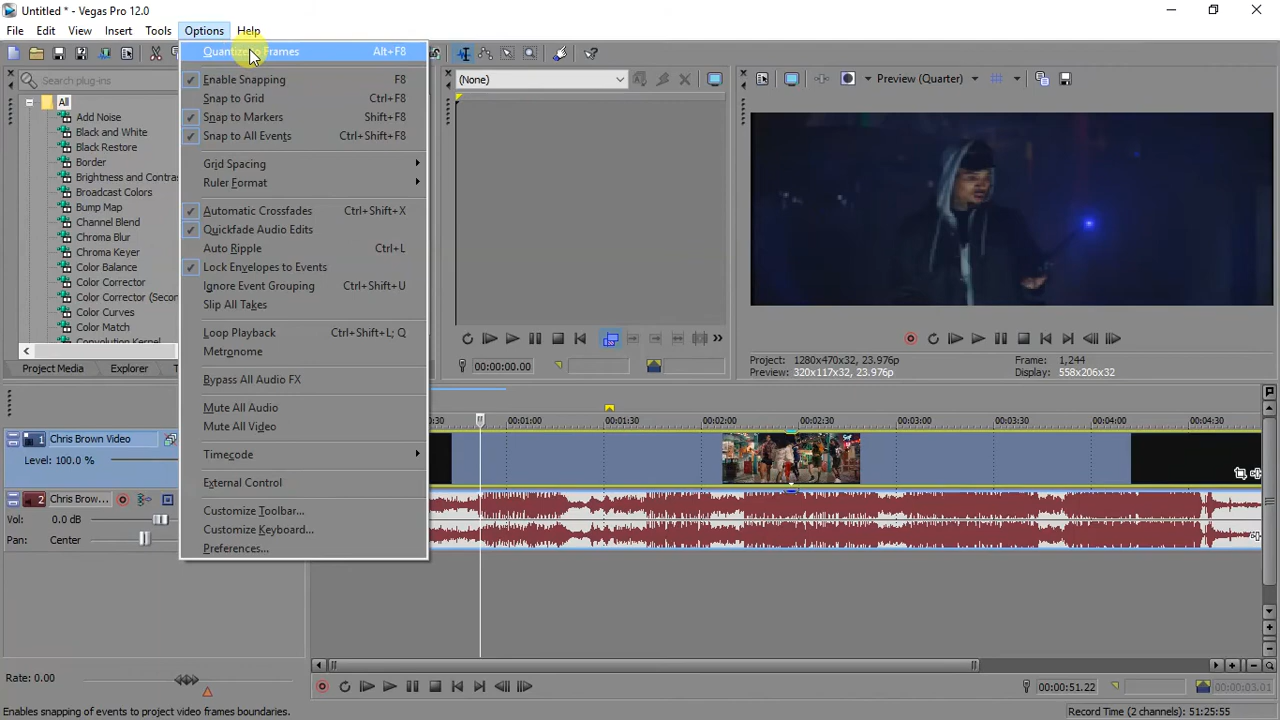 Untitled * - Vegas Pro 12.0
File Edit View Insert Tools Options Help
Quantize to Frames Alt+F8
Enable Snapping F8
Snap to Grid Ctrl+F8
Snap to Markers Shift+F8
Snap to All Events Ctrl+Shift+F8
Grid Spacing
Ruler Format
Automatic Crossfades Ctrl+Shift+X
Quickfade Audio Edits
Auto Ripple Ctrl+L
Lock Envelopes to Events
Ignore Event Grouping Ctrl+Shift+U
Slip All Takes
Loop Playback Ctrl+Shift+L; Q
Metronome
Bypass All Audio FX
Mute All Audio
Mute All Video
Timecode
External Control
Customize Toolbar...
Customize Keyboard...
Preferences...
Search plug-ins
All
Add Noise
Black and White
Black Restore
Border
Brightness and Contra
Broadcast Colors
Bump Map
Channel Blend
Chroma Blur
Chroma Keyer
Color Balance
Color Corrector
Color Corrector (Secon
Color Curves
Color Match
Convolution Kernel
Project Media Explorer T
(None)
00:00:00.00
Preview (Quarter)
Project: 1280x470x32, 23.976p
Preview: 320x117x32, 23.976p
Frame: 1,244
Display: 558x206x32
:30 00:01:00 00:01:30 00:02:00 00:02:30 00:03:00 00:03:30 00:04:00 00:04:30
1 Chris Brown Video
Level: 100.0 %
2 Chris Brow...
Vol: 0.0 dB
Pan: Center
Rate: 0.00
00:00:51.22
00:00:03.01
Enables snapping of events to project video frames boundaries.
Record Time (2 channels): 51:25:55